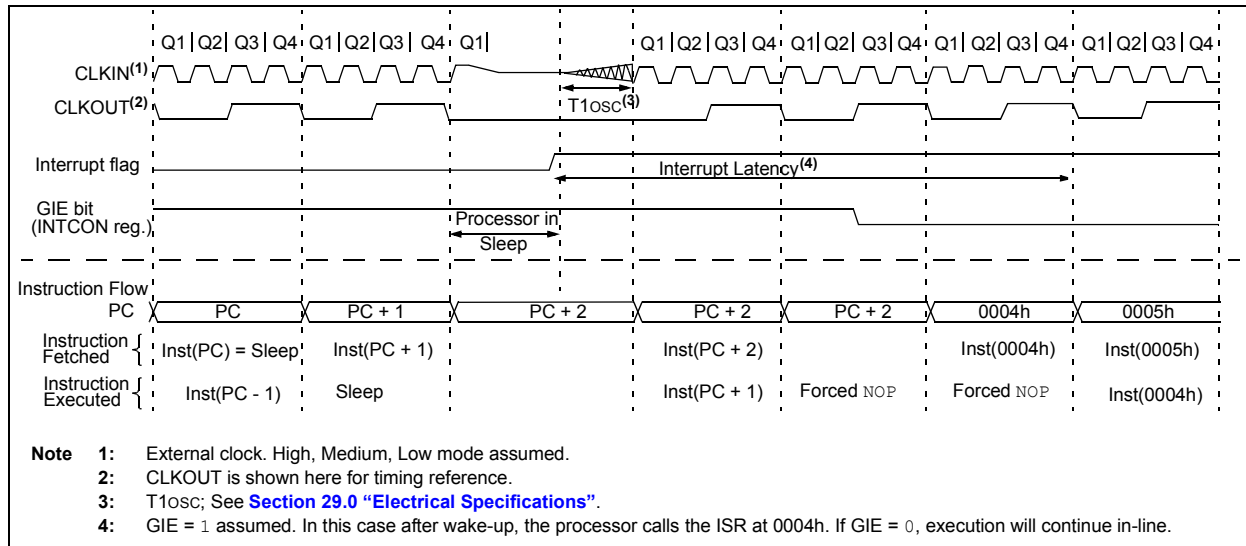 Q1| Q2| Q3| Q4 Q1|Q2|Q3| Q4 Q1| Q1|Q2|Q3|Q4 Q1|Q2|Q3|Q4 Q1|Q2|Q3|Q4 Q1|Q2|Q3|Q4
CLKIN(1)
CLKOUT(2)
T1OSC(3)
Interrupt flag
Interrupt Latency(4)
GIE bit
(INTCON reg.)
Processor in
Sleep
Instruction Flow
PC PC PC + 1 PC + 2 PC + 2 PC + 2 0004h 0005h
Instruction
Fetched { Inst(PC) = Sleep Inst(PC + 1) Inst(PC + 2) Inst(0004h) Inst(0005h)
Instruction
Executed { Inst(PC - 1) Sleep Inst(PC + 1) Forced NOP Forced NOP Inst(0004h)
Note 1: External clock. High, Medium, Low mode assumed.
2: CLKOUT is shown here for timing reference.
3: T1OSC; See Section 29.0 “Electrical Specifications”.
4: GIE = 1 assumed. In this case after wake-up, the processor calls the ISR at 0004h. If GIE = 0, execution will continue in-line.